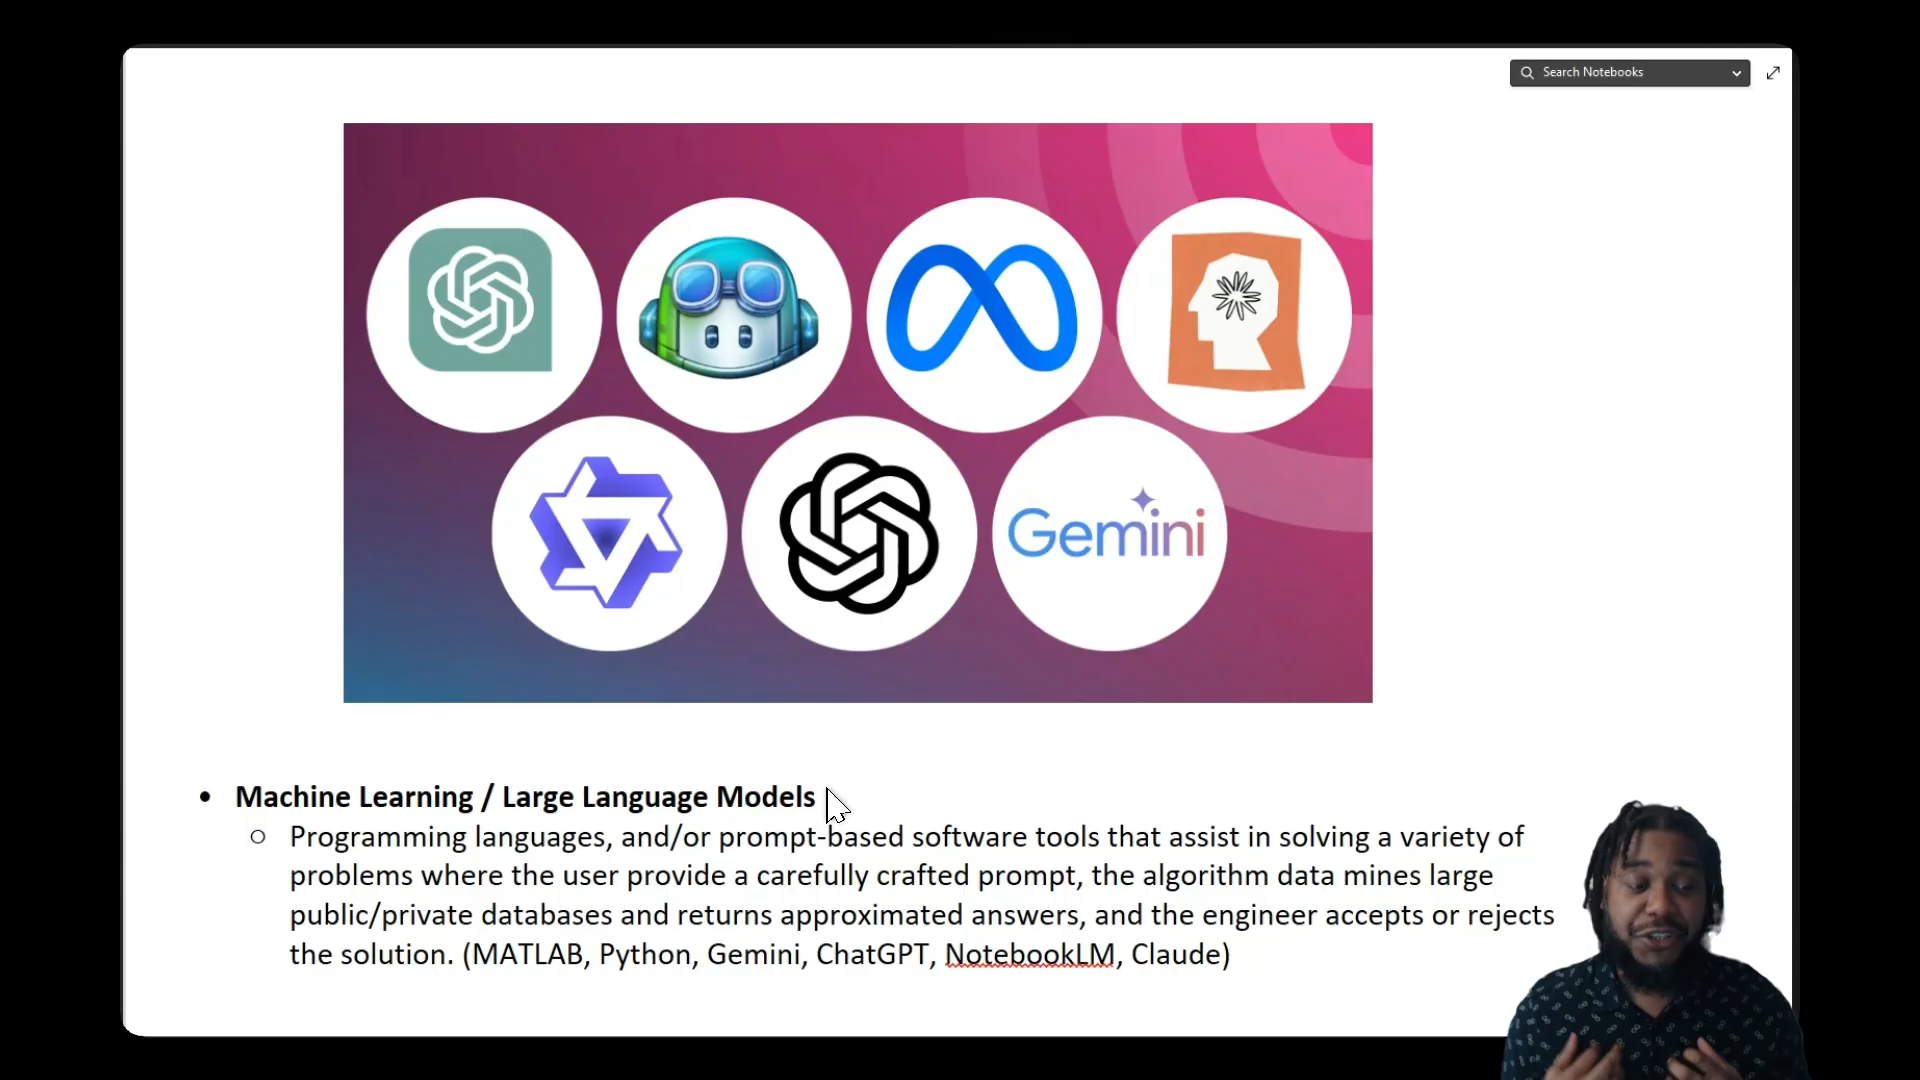 Search Notebooks
Gemini
• Machine Learning / Large Language Models
○ Programming languages, and/or prompt-based software tools that assist in solving a variety of
problems where the user provide a carefully crafted prompt, the algorithm data mines large
public/private databases and returns approximated answers, and the engineer accepts or rejects
the solution. (MATLAB, Python, Gemini, ChatGPT, NotebookLM, Claude)